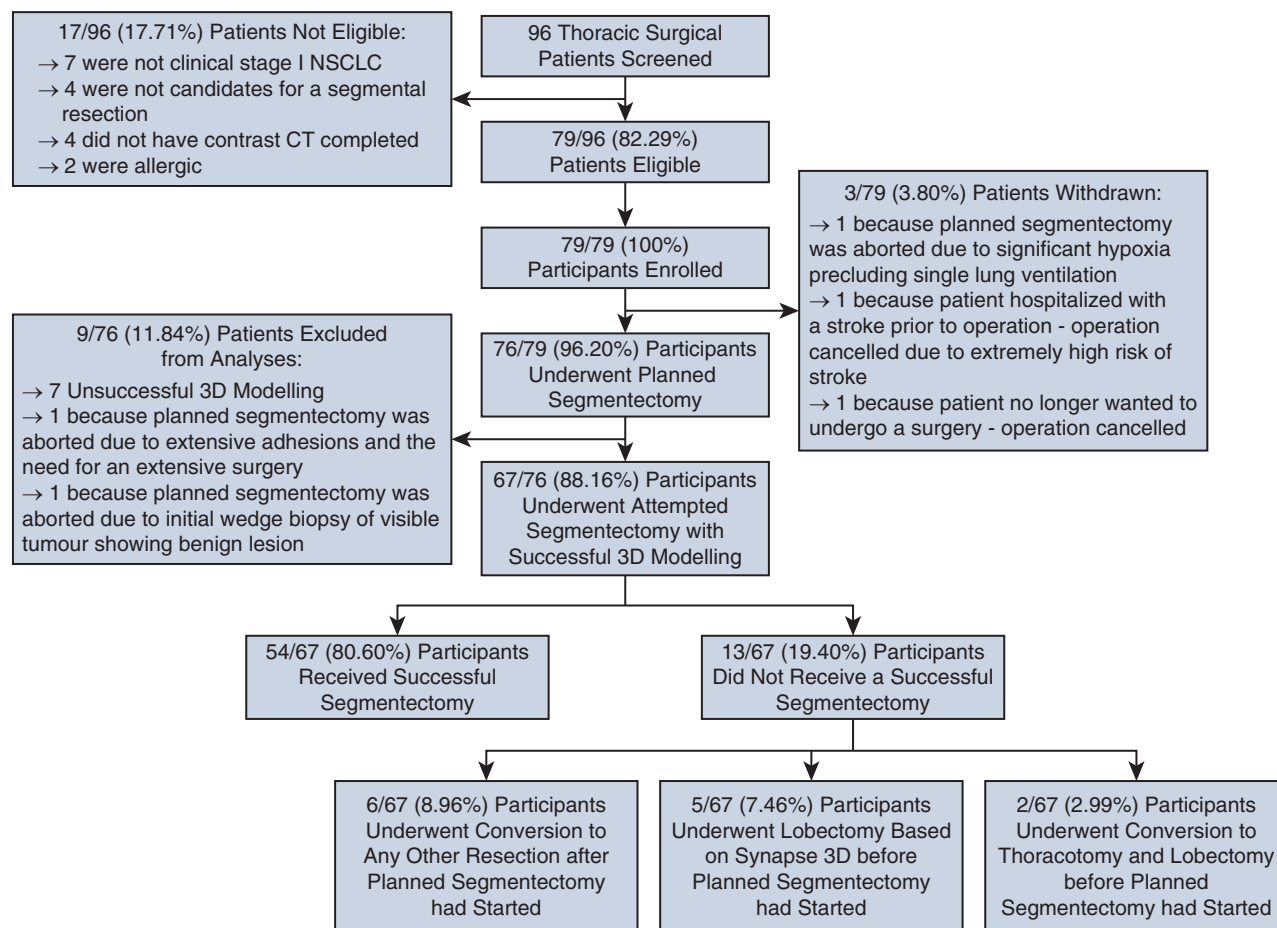 17/96 (17.71%) Patients Not Eligible:
→ 7 were not clinical stage I NSCLC
→ 4 were not candidates for a segmental
resection
→ 4 did not have contrast CT completed
→ 2 were allergic
96 Thoracic Surgical
Patients Screened
79/96 (82.29%)
Patients Eligible
3/79 (3.80%) Patients Withdrawn:
→ 1 because planned segmentectomy
was aborted due to significant hypoxia
precluding single lung ventilation
→ 1 because patient hospitalized with
a stroke prior to operation - operation
cancelled due to extremely high risk of
stroke
→ 1 because patient no longer wanted to
undergo a surgery - operation cancelled
79/79 (100%)
Participants Enrolled
9/76 (11.84%) Patients Excluded
from Analyses:
→ 7 Unsuccessful 3D Modelling
→ 1 because planned segmentectomy was
aborted due to extensive adhesions and the
need for an extensive surgery
→ 1 because planned segmentectomy was
aborted due to initial wedge biopsy of visible
tumour showing benign lesion
76/79 (96.20%) Participants
Underwent Planned
Segmentectomy
67/76 (88.16%) Participants
Underwent Attempted
Segmentectomy with
Successful 3D Modelling
54/67 (80.60%) Participants
Received Successful
Segmentectomy
13/67 (19.40%) Participants
Did Not Receive a Successful
Segmentectomy
6/67 (8.96%) Participants
Underwent Conversion to
Any Other Resection after
Planned Segmentectomy
had Started
5/67 (7.46%) Participants
Underwent Lobectomy Based
on Synapse 3D before
Planned Segmentectomy
had Started
2/67 (2.99%) Participants
Underwent Conversion to
Thoracotomy and Lobectomy
before Planned
Segmentectomy had Started